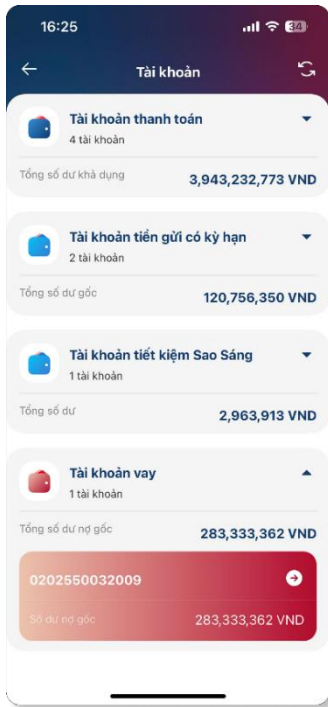 16:25
34
Tài khoản
Tài khoản thanh toán
4 tài khoản
Tổng số dư khả dụng
3,943,232,773 VND
Tài khoản tiền gửi có kỳ hạn
2 tài khoản
Tổng số dư gốc
120,756,350 VND
Tài khoản tiết kiệm Sao Sáng
1 tài khoản
Tổng số dư
2,963,913 VND
Tài khoản vay
1 tài khoản
Tổng số dư nợ gốc
283,333,362 VND
0202550032009
Số dư nợ gốc
283,333,362 VND